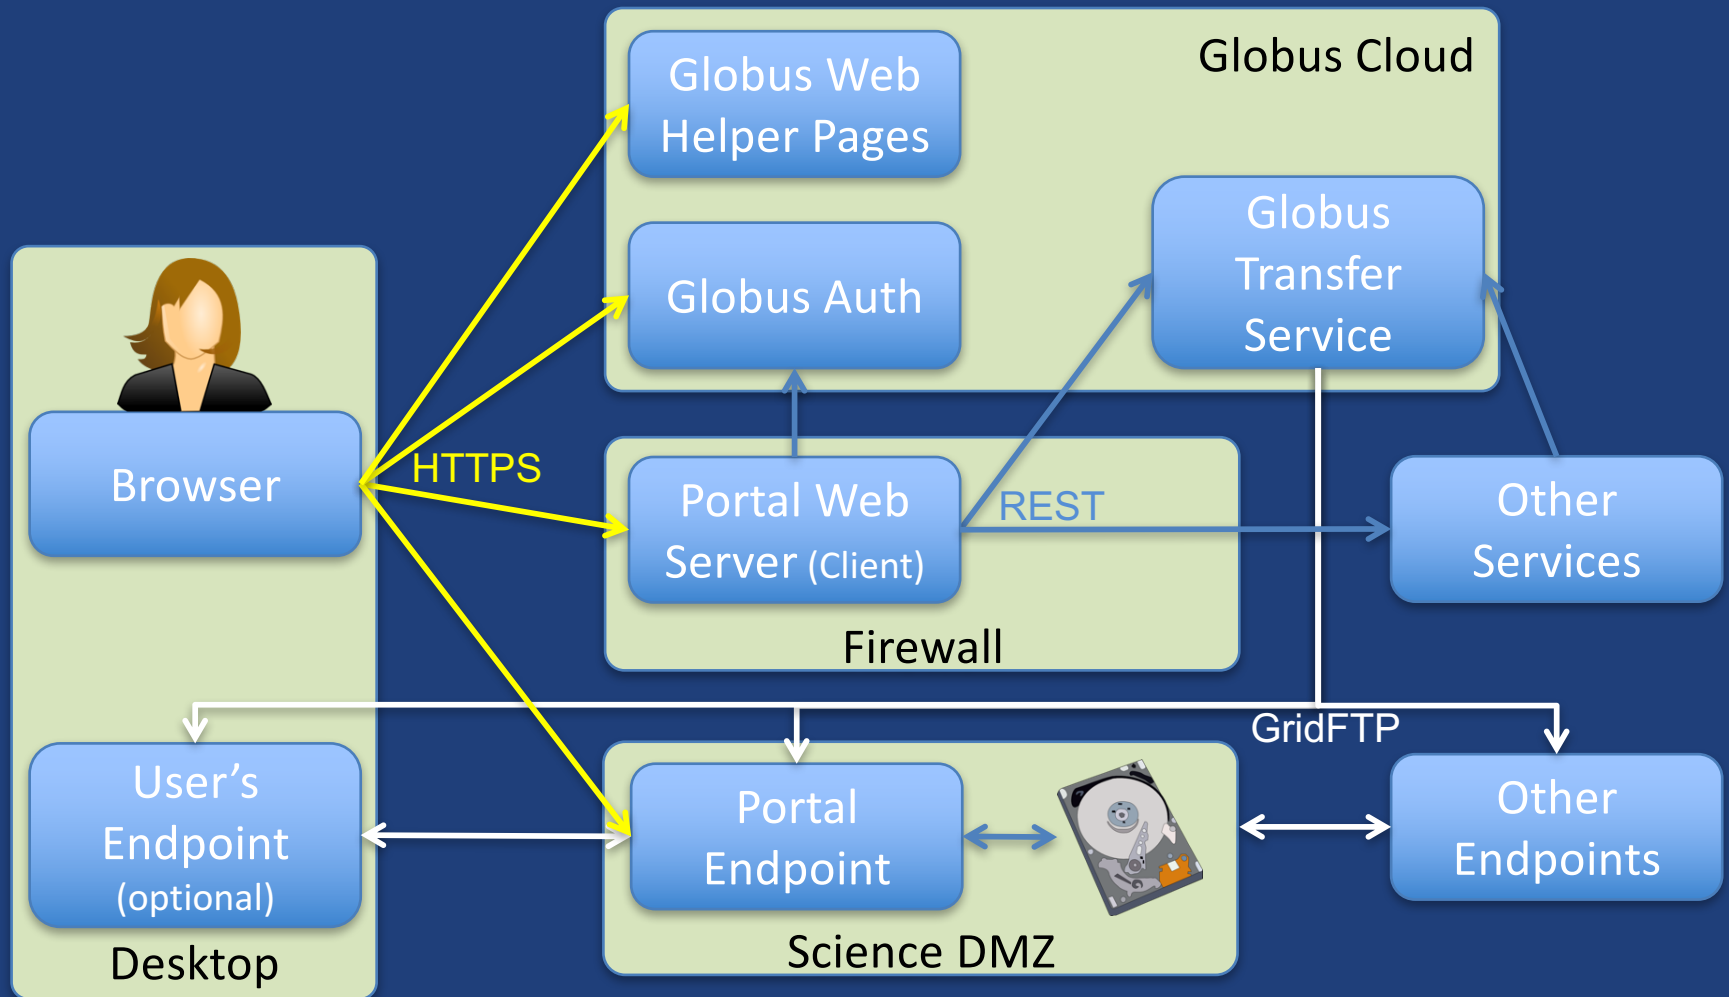 Globus Cloud
Globus Web
Helper Pages
Globus
Transfer
Service
Globus Auth
Browser
HTTPS
Portal Web
Server (Client)
REST
Other
Services
Firewall
GridFTP
User’s
Endpoint
(optional)
Portal
Endpoint
Other
Endpoints
Science DMZ
Desktop